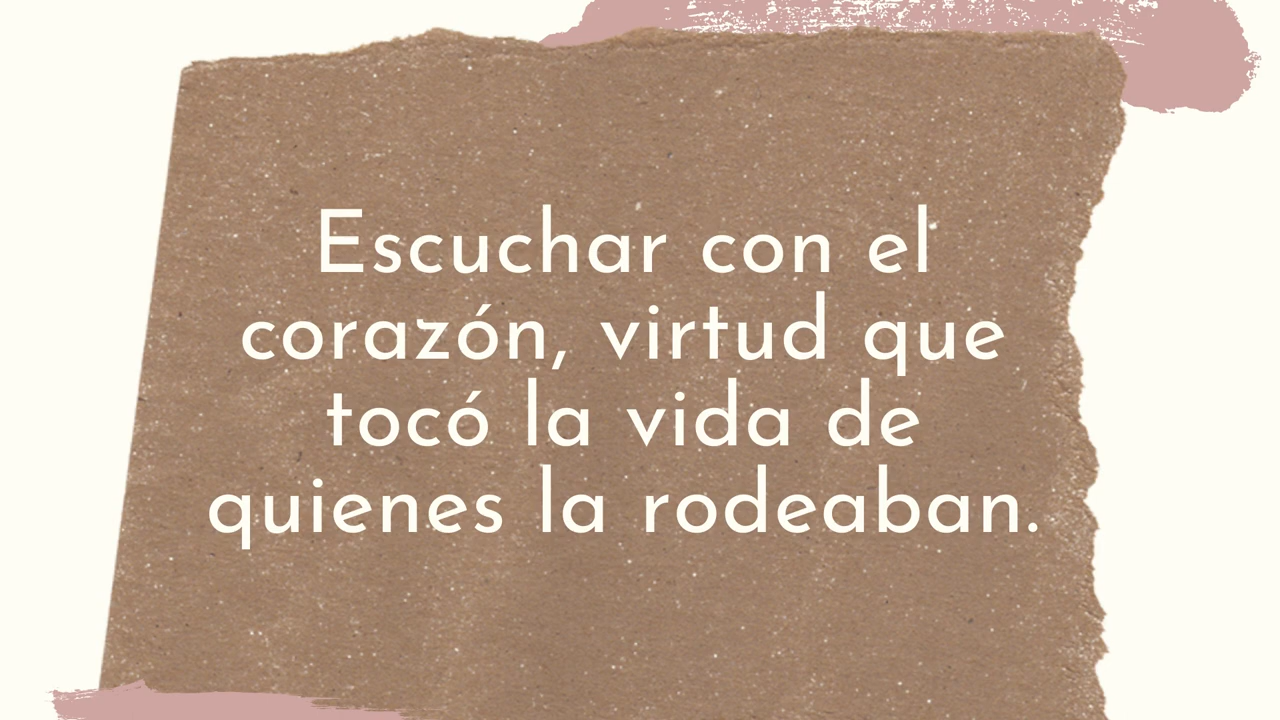 Escuchar con el
corazón, virtud que
tocó la vida de
quienes la rodeaban.